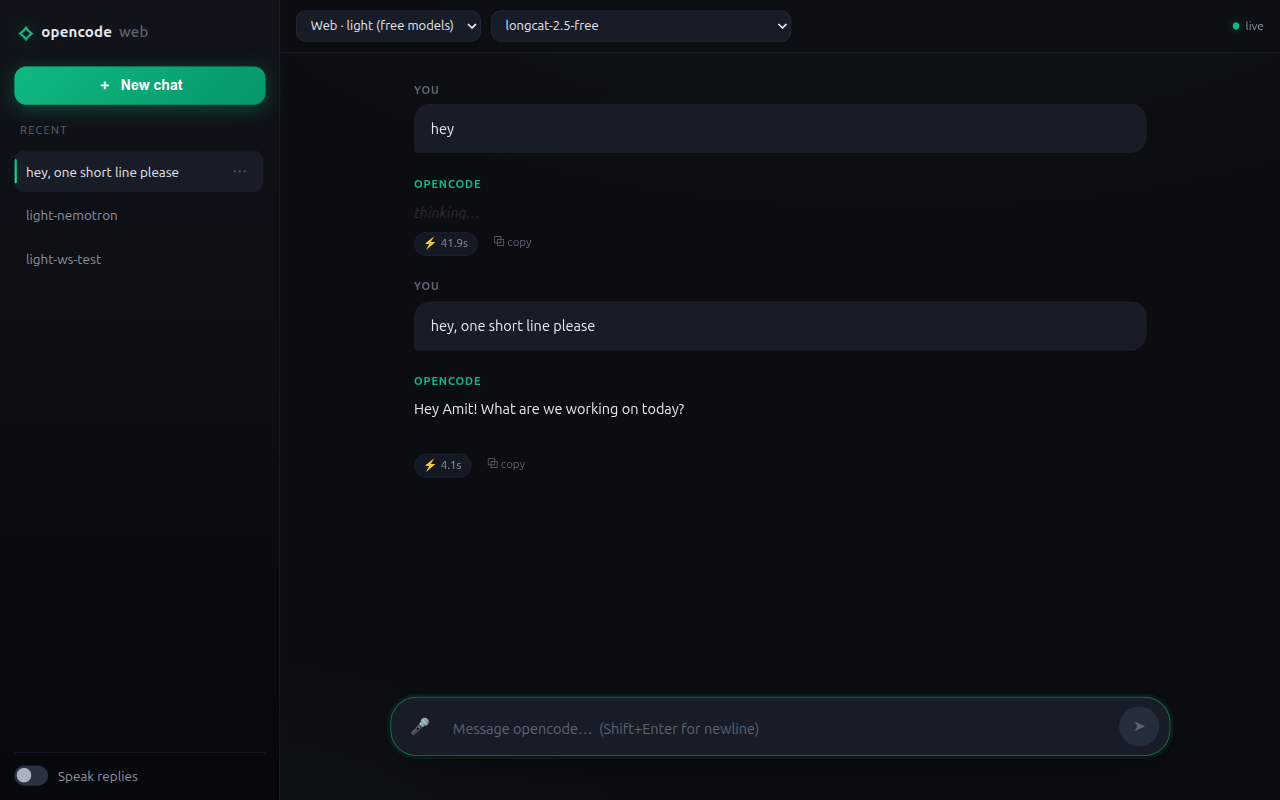 opencode web
+ New chat
RECENT
hey, one short line please ···
light-nemotron
light-ws-test
Speak replies
Web · light (free models)
longcat-2.5-free
live
YOU
hey
OPENCODE
thinking...
41.9s copy
YOU
hey, one short line please
OPENCODE
Hey Amit! What are we working on today?
4.1s copy
Message opencode... (Shift+Enter for newline)